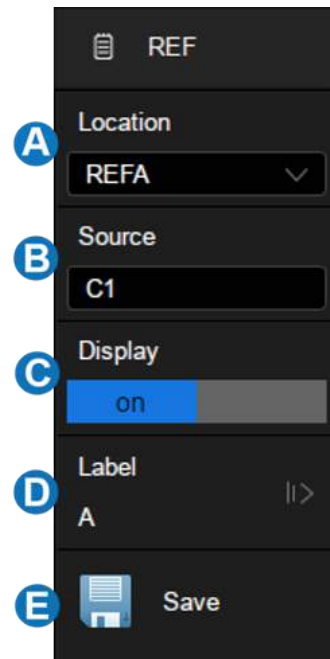 REF
A
Location
REFA
B
Source
C1
C
Display
on
D
Label
A
E
Save